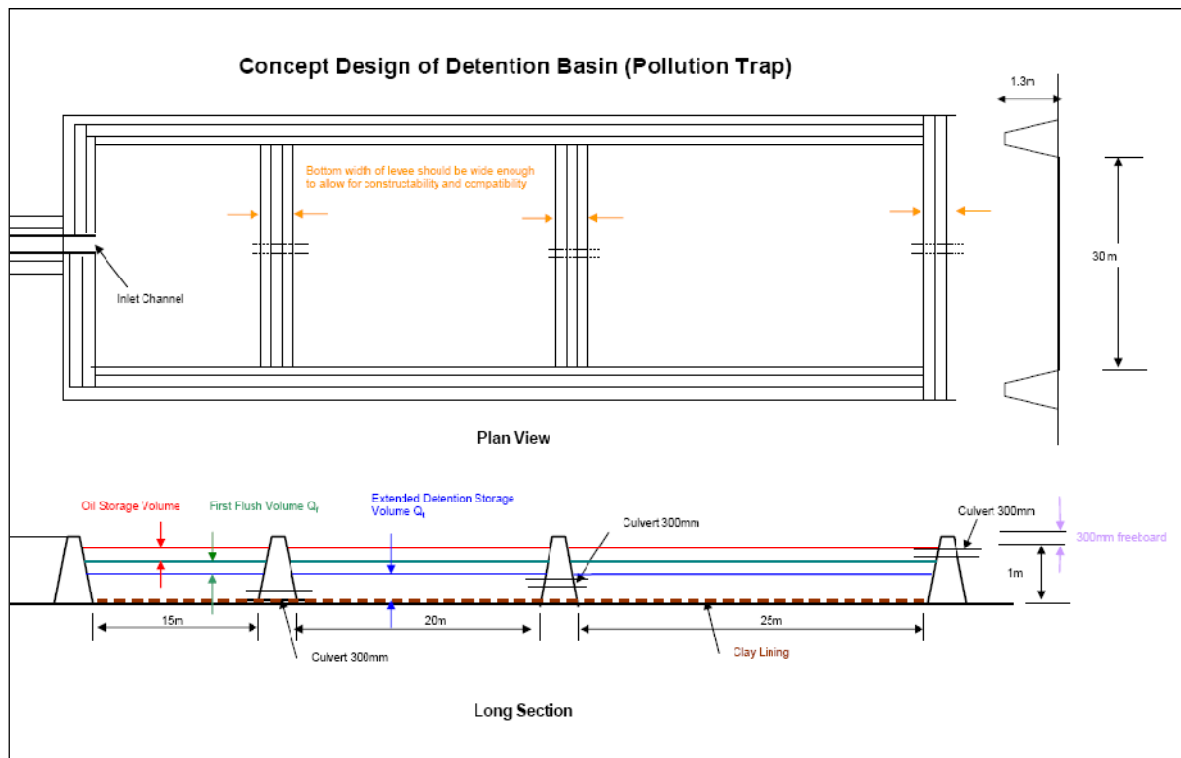 Concept Design of Detention Basin (Pollution Trap)
1.3m
Bottom width of levee should be wide enough
to allow for constructability and compatibility
30m
Inlet Channel
Plan View
Oil Storage Volume
First Flush Volume Qf
Extended Detention Storage
Volume Qt
Culvert 300mm
Culvert 300mm
300mm freeboard
1m
15m
20m
25m
Culvert 300mm
Clay Lining
Long Section